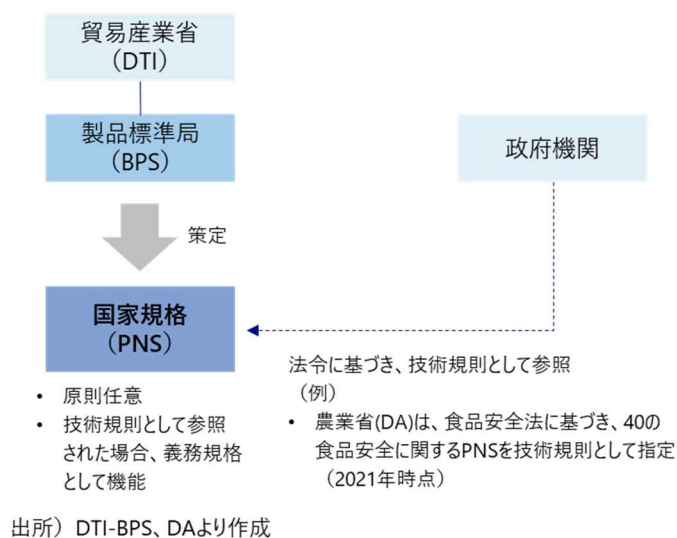 貿易産業省
（DTI）
製品標準局
（BPS）
政府機関
策定
国家規格
（PNS）
• 原則任意
• 技術規則として参照
された場合、義務規格
として機能
法令に基づき、技術規則として参照
（例）
• 農業省(DA)は、食品安全法に基づき、40の
食品安全に関するPNSを技術規則として指定
（2021年時点）
出所）DTI-BPS、DAより作成